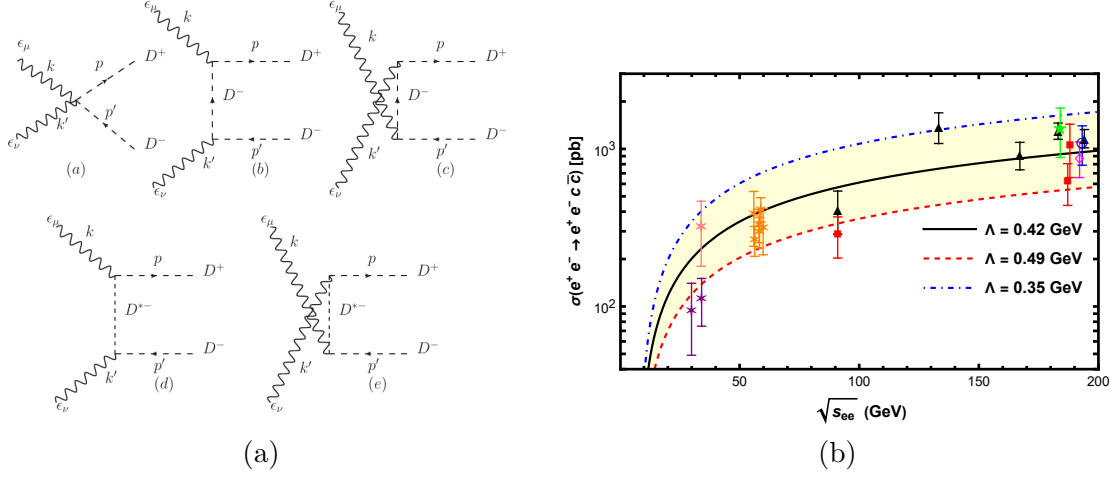 ϵμ
k
p
D⁺
k′
p′
ϵν
D⁻
(a)
ϵμ
k
p
D⁺
D⁻
k′
p′
D⁻
ϵν
(b)
ϵμ
k
p
D⁺
D⁻
k′
p′
D⁻
ϵν
(c)
ϵμ
k
p
D⁺
D*⁻
k′
p′
D⁻
ϵν
(d)
ϵμ
k
p
D⁺
D*⁻
k′
p′
D⁻
ϵν
(e)
(a)
σ(e⁺ e⁻ → e⁺ e⁻ c c̄) [pb]
10³
10²
Λ = 0.42 GeV
Λ = 0.49 GeV
Λ = 0.35 GeV
50 100 150 200
√s_ee (GeV)
(b)